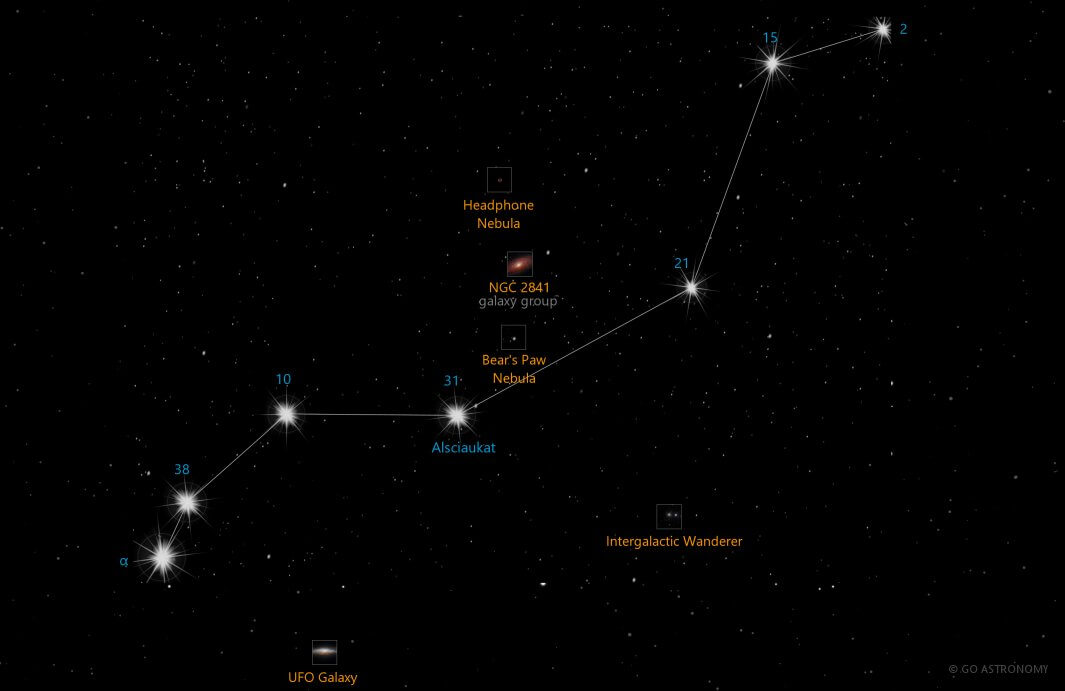 15
2
Headphone
Nebula
21
NGC 2841
galaxy group
Bear's Paw
Nebula
10
31
Alsciaukat
38
Intergalactic Wanderer
α
© GO ASTRONOMY
UFO Galaxy